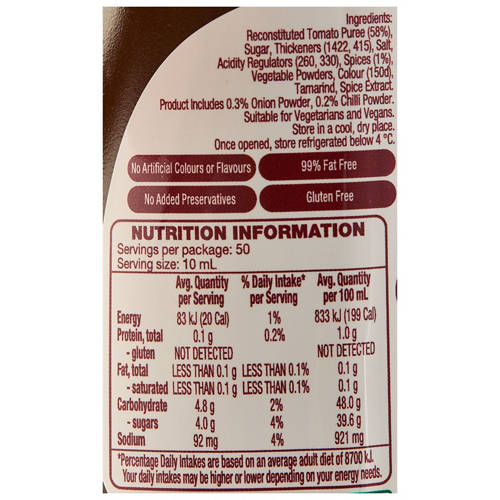 Ingredients:
Reconstituted Tomato Puree (58%),
Sugar, Thickeners (1422, 415), Salt,
Acidity Regulators (260, 330), Spices (1%),
Vegetable Powders, Colour (150d),
Tamarind, Spice Extract.
Product Includes 0.3% Onion Powder, 0.2% Chilli Powder.
Suitable for Vegetarians and Vegans.
Store in a cool, dry place.
Once opened, store refrigerated below 4 °C.
No Artificial Colours or Flavours 99% Fat Free
No Added Preservatives Gluten Free
NUTRITION INFORMATION
Servings per package: 50
Serving size: 10 mL
Avg. Quantity % Daily Intake* Avg. Quantity
per Serving per Serving per 100 mL
Energy 83 kJ (20 Cal) 1% 833 kJ (199 Cal)
Protein, total 0.1 g 0.2% 1.0 g
- gluten NOT DETECTED NOT DETECTED
Fat, total LESS THAN 0.1 g LESS THAN 0.1% 0.1 g
- saturated LESS THAN 0.1 g LESS THAN 0.1% 0.1 g
Carbohydrate 4.8 g 2% 48.0 g
- sugars 4.0 g 4% 39.6 g
Sodium 92 mg 4% 921 mg
*Percentage Daily Intakes are based on an average adult diet of 8700 kJ.
Your daily intakes may be higher or lower depending on your energy needs.